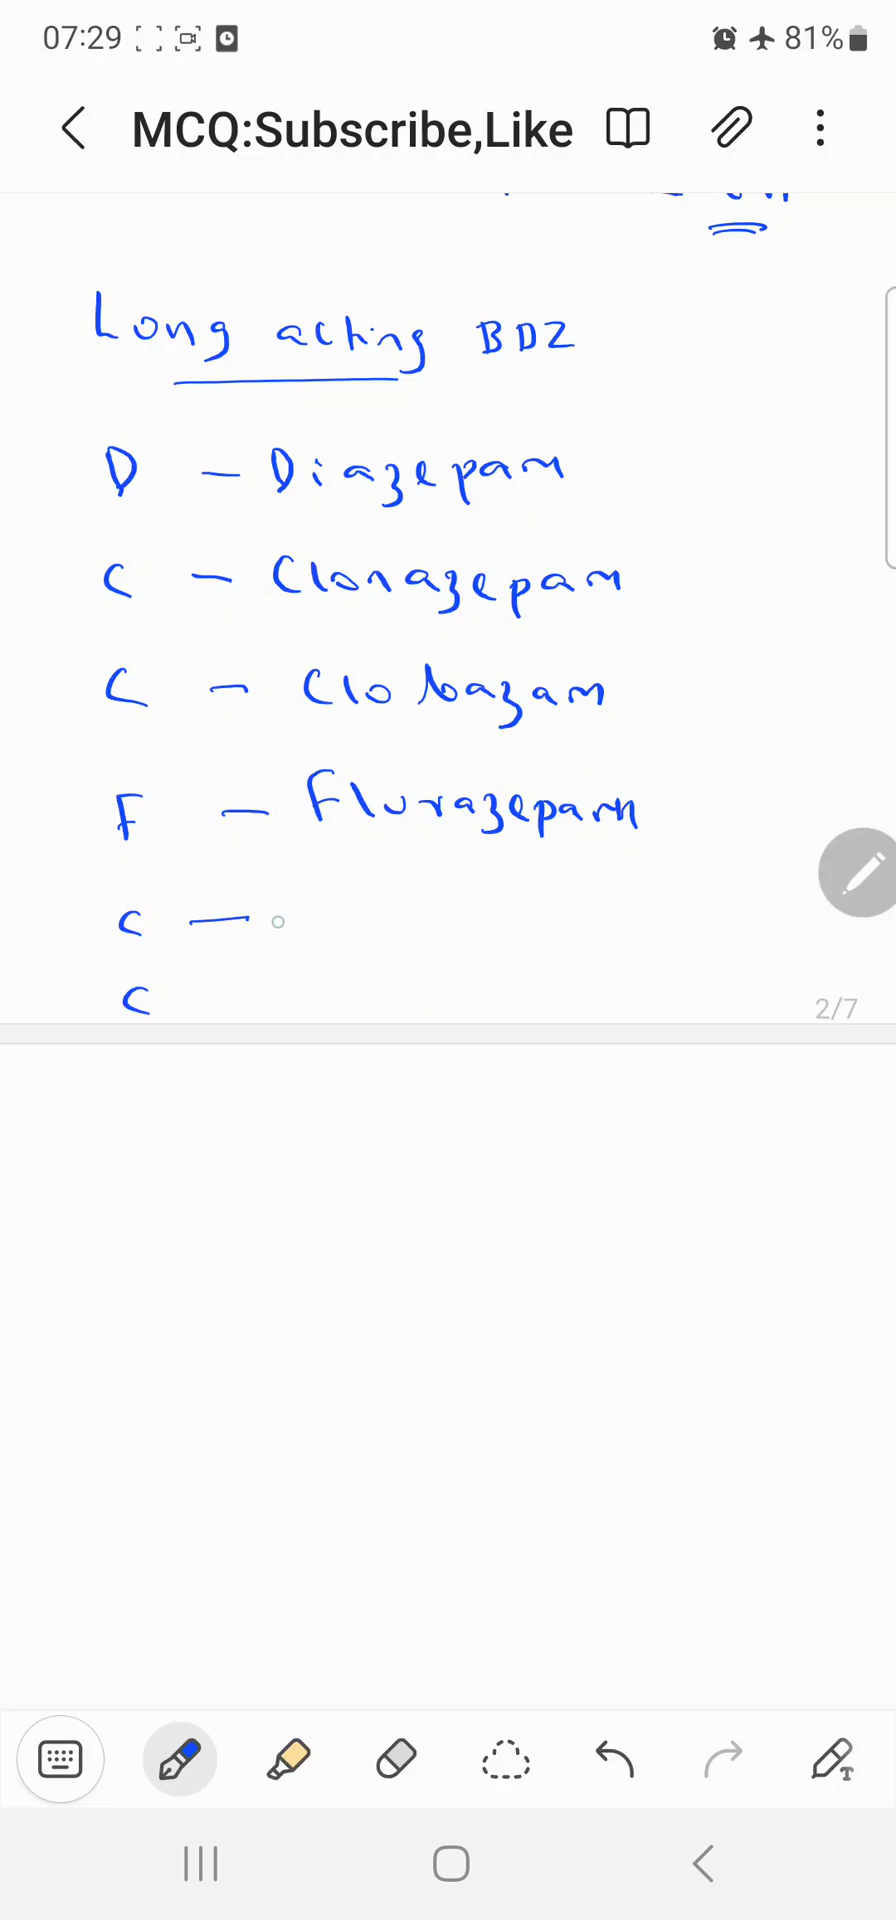 07:29 81%
MCQ:Subscribe,Like
Long acting BDZ
D - Diazepam
C - Clonazepam
C - Clobazam
F - Flurazepam
C -
C
2/7